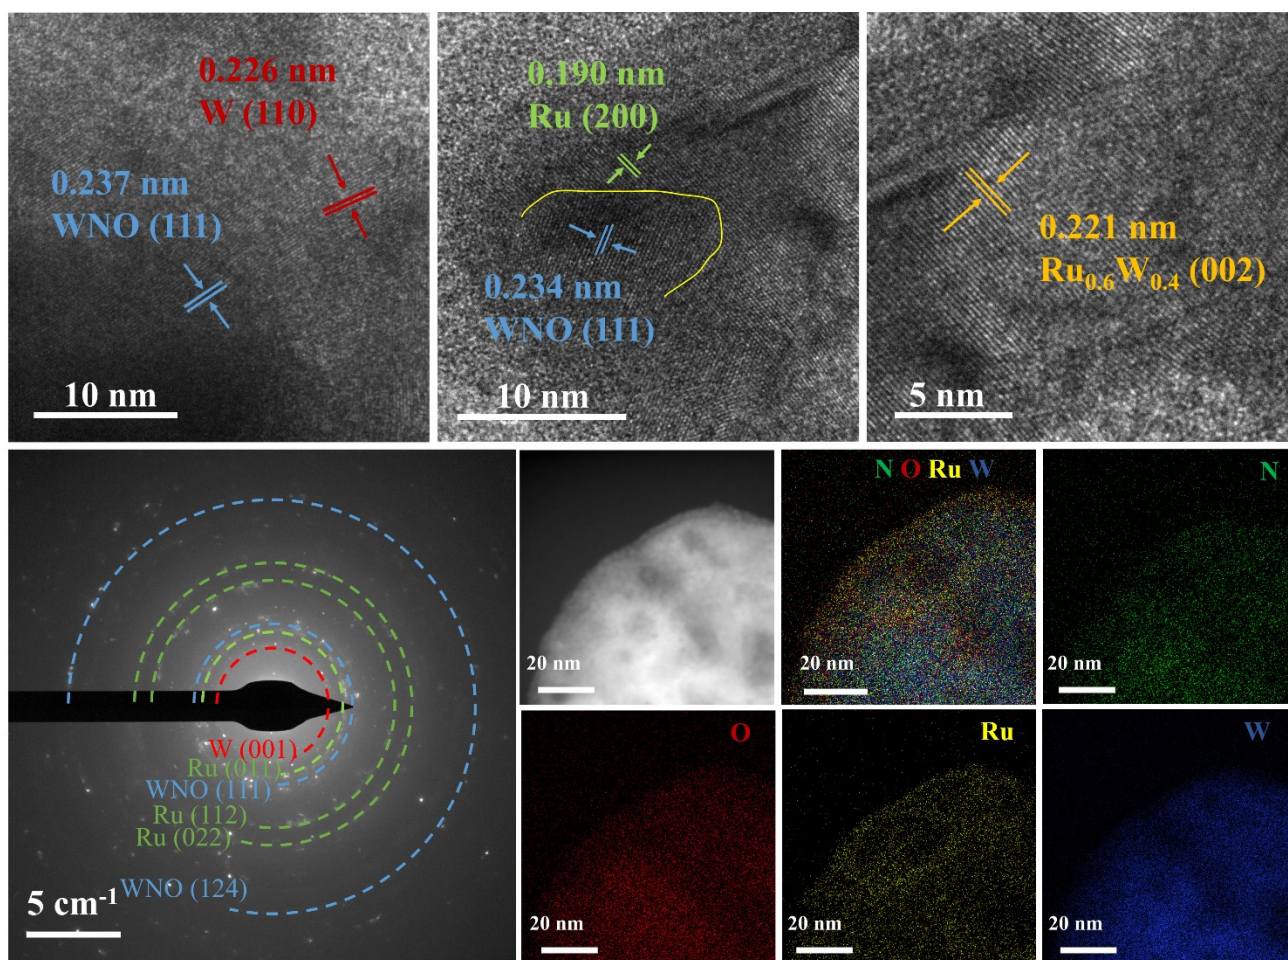 0.226 nm
W (110)
0.237 nm
WNO (111)
10 nm
0.190 nm
Ru (200)
0.234 nm
WNO (111)
10 nm
0.221 nm
Ru₀.₆W₀.₄ (002)
5 nm
W (001)
Ru (011)
WNO (111)
Ru (112)
Ru (022)
WNO (124)
5 cm⁻¹
20 nm
N O Ru W
20 nm
N
20 nm
O
20 nm
Ru
20 nm
W
20 nm